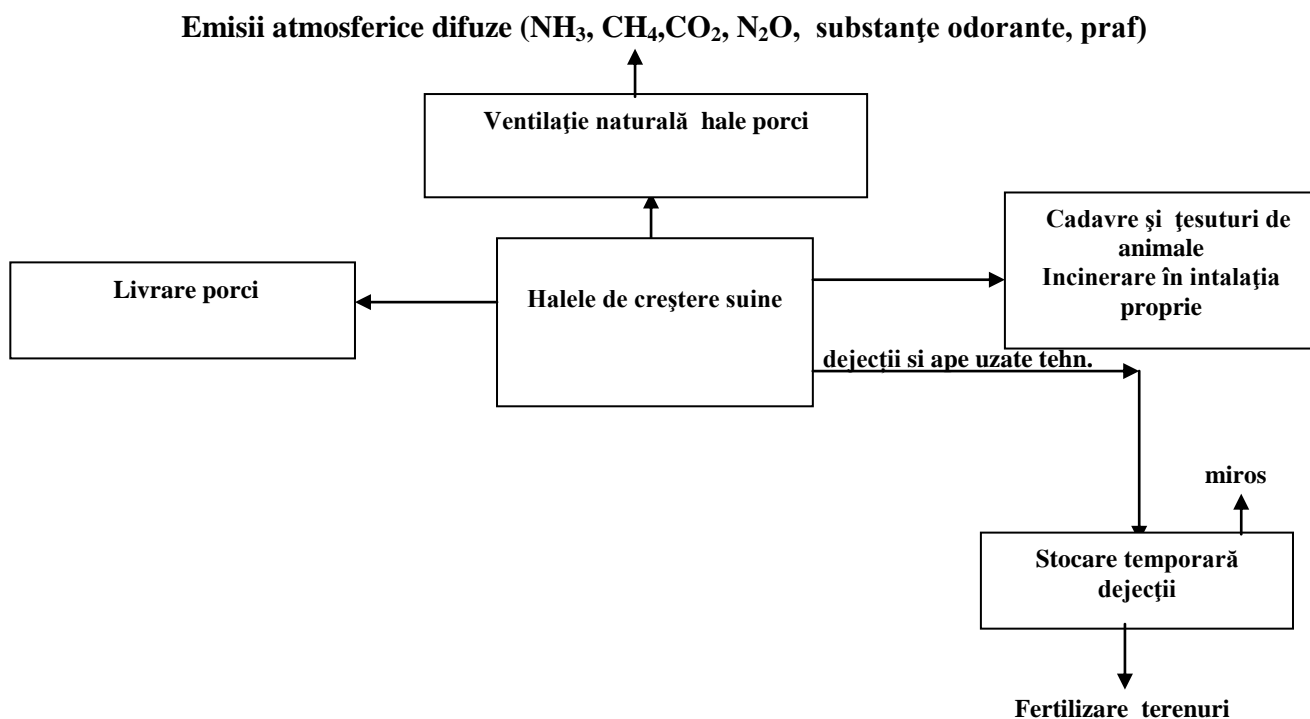 Emisii atmosferice difuze (NH₃, CH₄,CO₂, N₂O, substanţe odorante, praf)
Ventilaţie naturală hale porci
Cadavre şi ţesuturi de
animale
Incinerare în intalaţia
proprie
Livrare porci
Halele de creştere suine
dejecţii si ape uzate tehn.
miros
Stocare temporară
dejecţii
Fertilizare terenuri